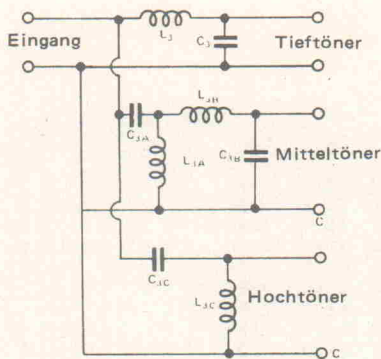 L3
Eingang
C3
Tieftöner
L3B
C3A
L3A
C3B
Mitteltöner
C
C3C
L3C
Hochtöner
C